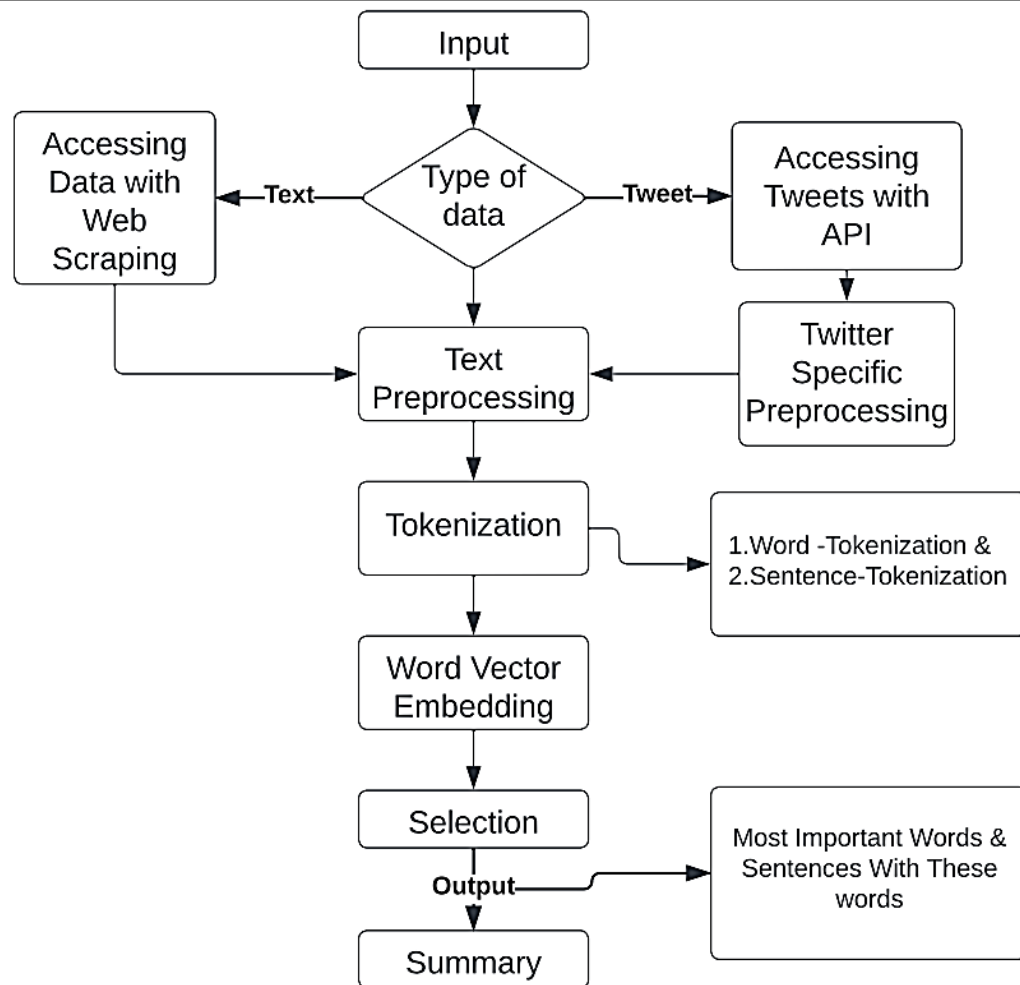 Input
Type of
data
Text
Tweet
Accessing
Data with
Web
Scraping
Accessing
Tweets with
API
Twitter
Specific
Preprocessing
Text
Preprocessing
Tokenization
1.Word -Tokenization &
2.Sentence-Tokenization
Word Vector
Embedding
Selection
Output
Most Important Words &
Sentences With These
words
Summary